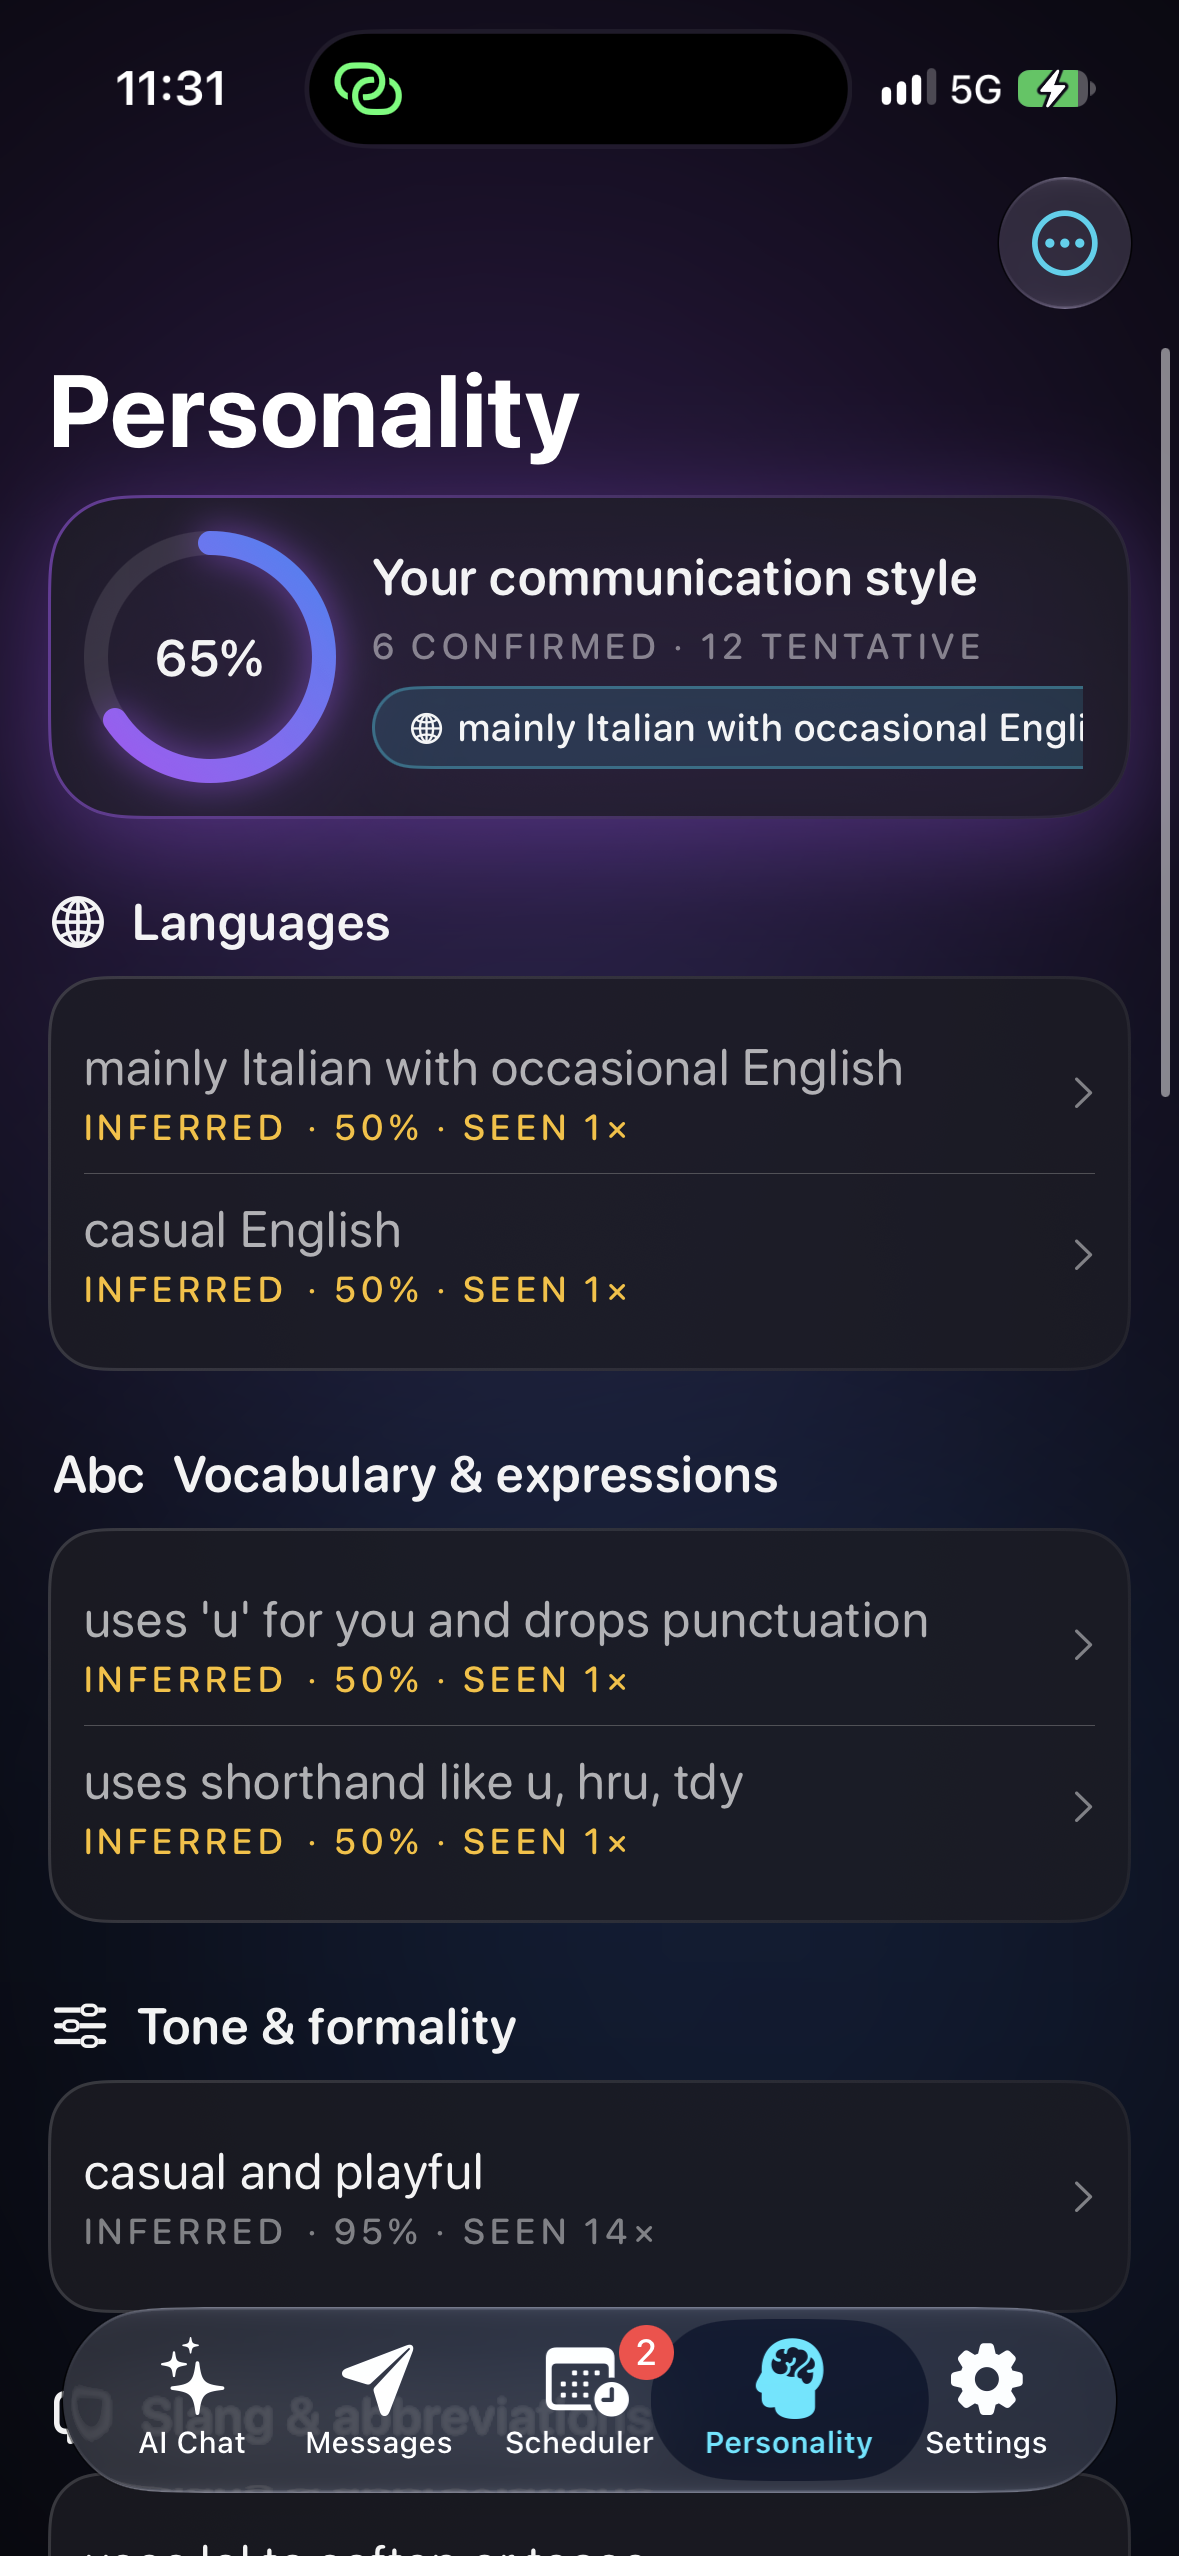 11:31
5G
Personality
65%
Your communication style
6 CONFIRMED · 12 TENTATIVE
mainly Italian with occasional Engli
Languages
mainly Italian with occasional English
INFERRED · 50% · SEEN 1×
casual English
INFERRED · 50% · SEEN 1×
Abc Vocabulary & expressions
uses 'u' for you and drops punctuation
INFERRED · 50% · SEEN 1×
uses shorthand like u, hru, tdy
INFERRED · 50% · SEEN 1×
Tone & formality
casual and playful
INFERRED · 95% · SEEN 14×
Slang & abbreviations
2
AI Chat
Messages
Scheduler
Personality
Settings